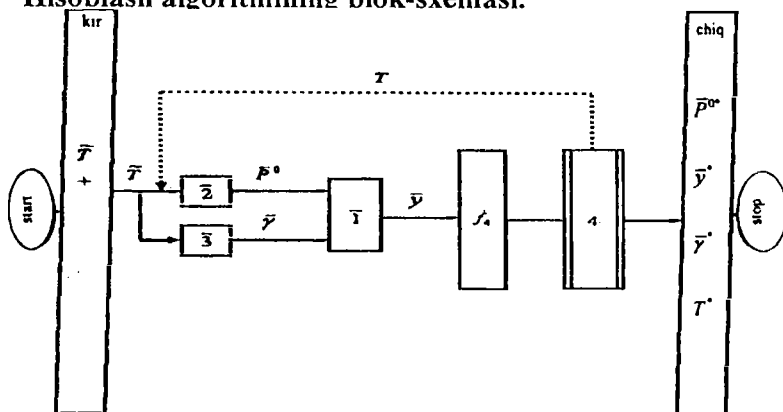 Hisoblash algoritmining blok-sxemasi.
kir
chiq
T
P̄⁰*
T̃
+
T̃
2̄
P̄⁰
1̄
ȳ
f₄
4
ȳ*
start
stop
3̄
γ̄
γ̄*
T*